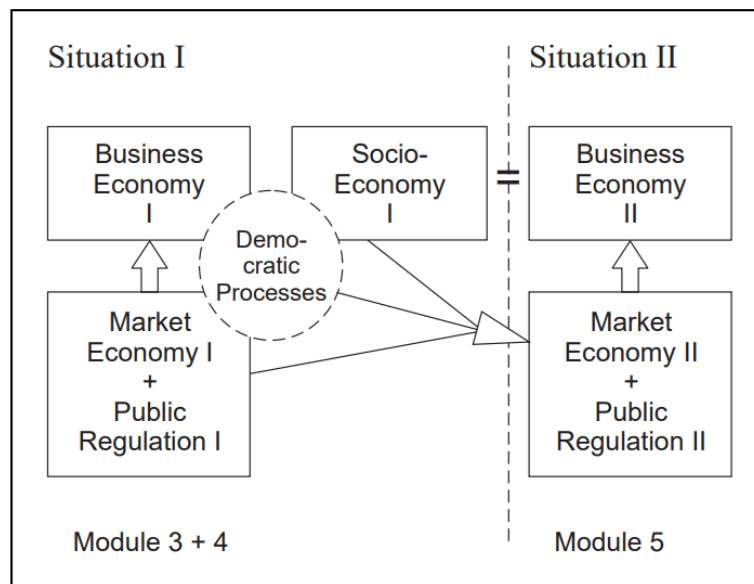 Situation I
Situation II
Business
Economy
I
Socio-
Economy
I
=
Business
Economy
II
Demo-
cratic
Processes
Market
Economy I
+
Public
Regulation I
Market
Economy II
+
Public
Regulation II
Module 3 + 4
Module 5